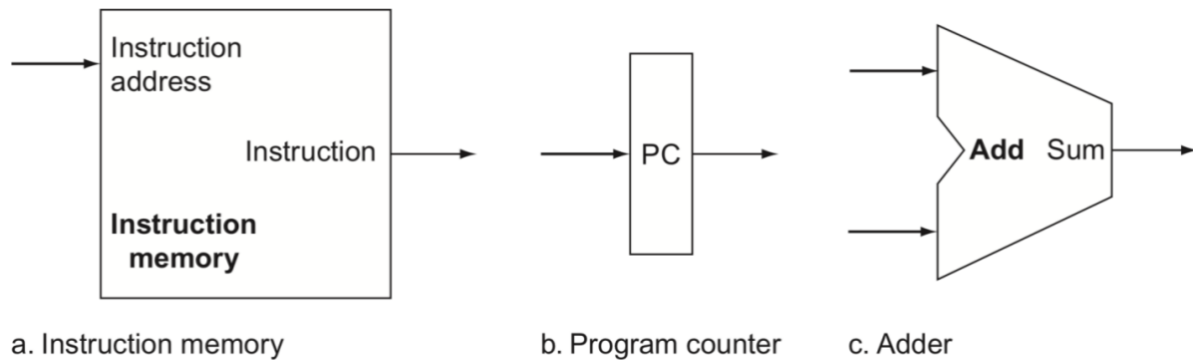 Instruction
address
Instruction
Instruction
memory
PC
Add Sum
a. Instruction memory
b. Program counter
c. Adder